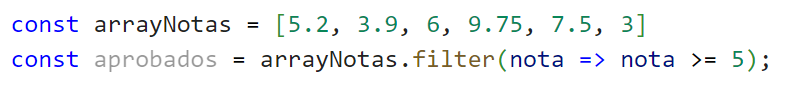 const arrayNotas = [5.2, 3.9, 6, 9.75, 7.5, 3]
const aprobados = arrayNotas.filter(nota => nota >= 5);